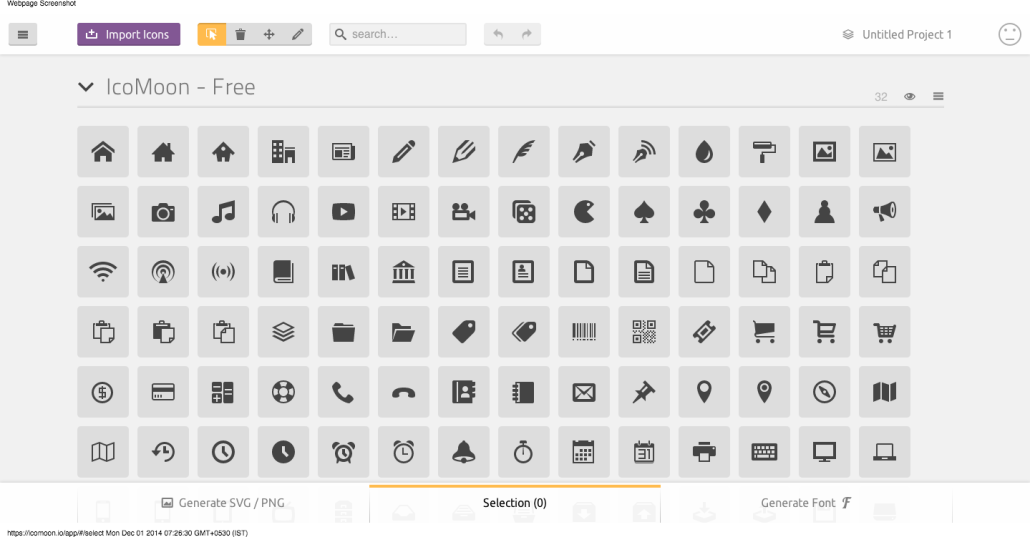 Webpage Screenshot
Import Icons
search...
Untitled Project 1
IcoMoon - Free
32
31
Generate SVG / PNG
Selection (0)
Generate Font
https://icomoon.io/app/#/select Mon Dec 01 2014 07:26:30 GMT+0530 (IST)